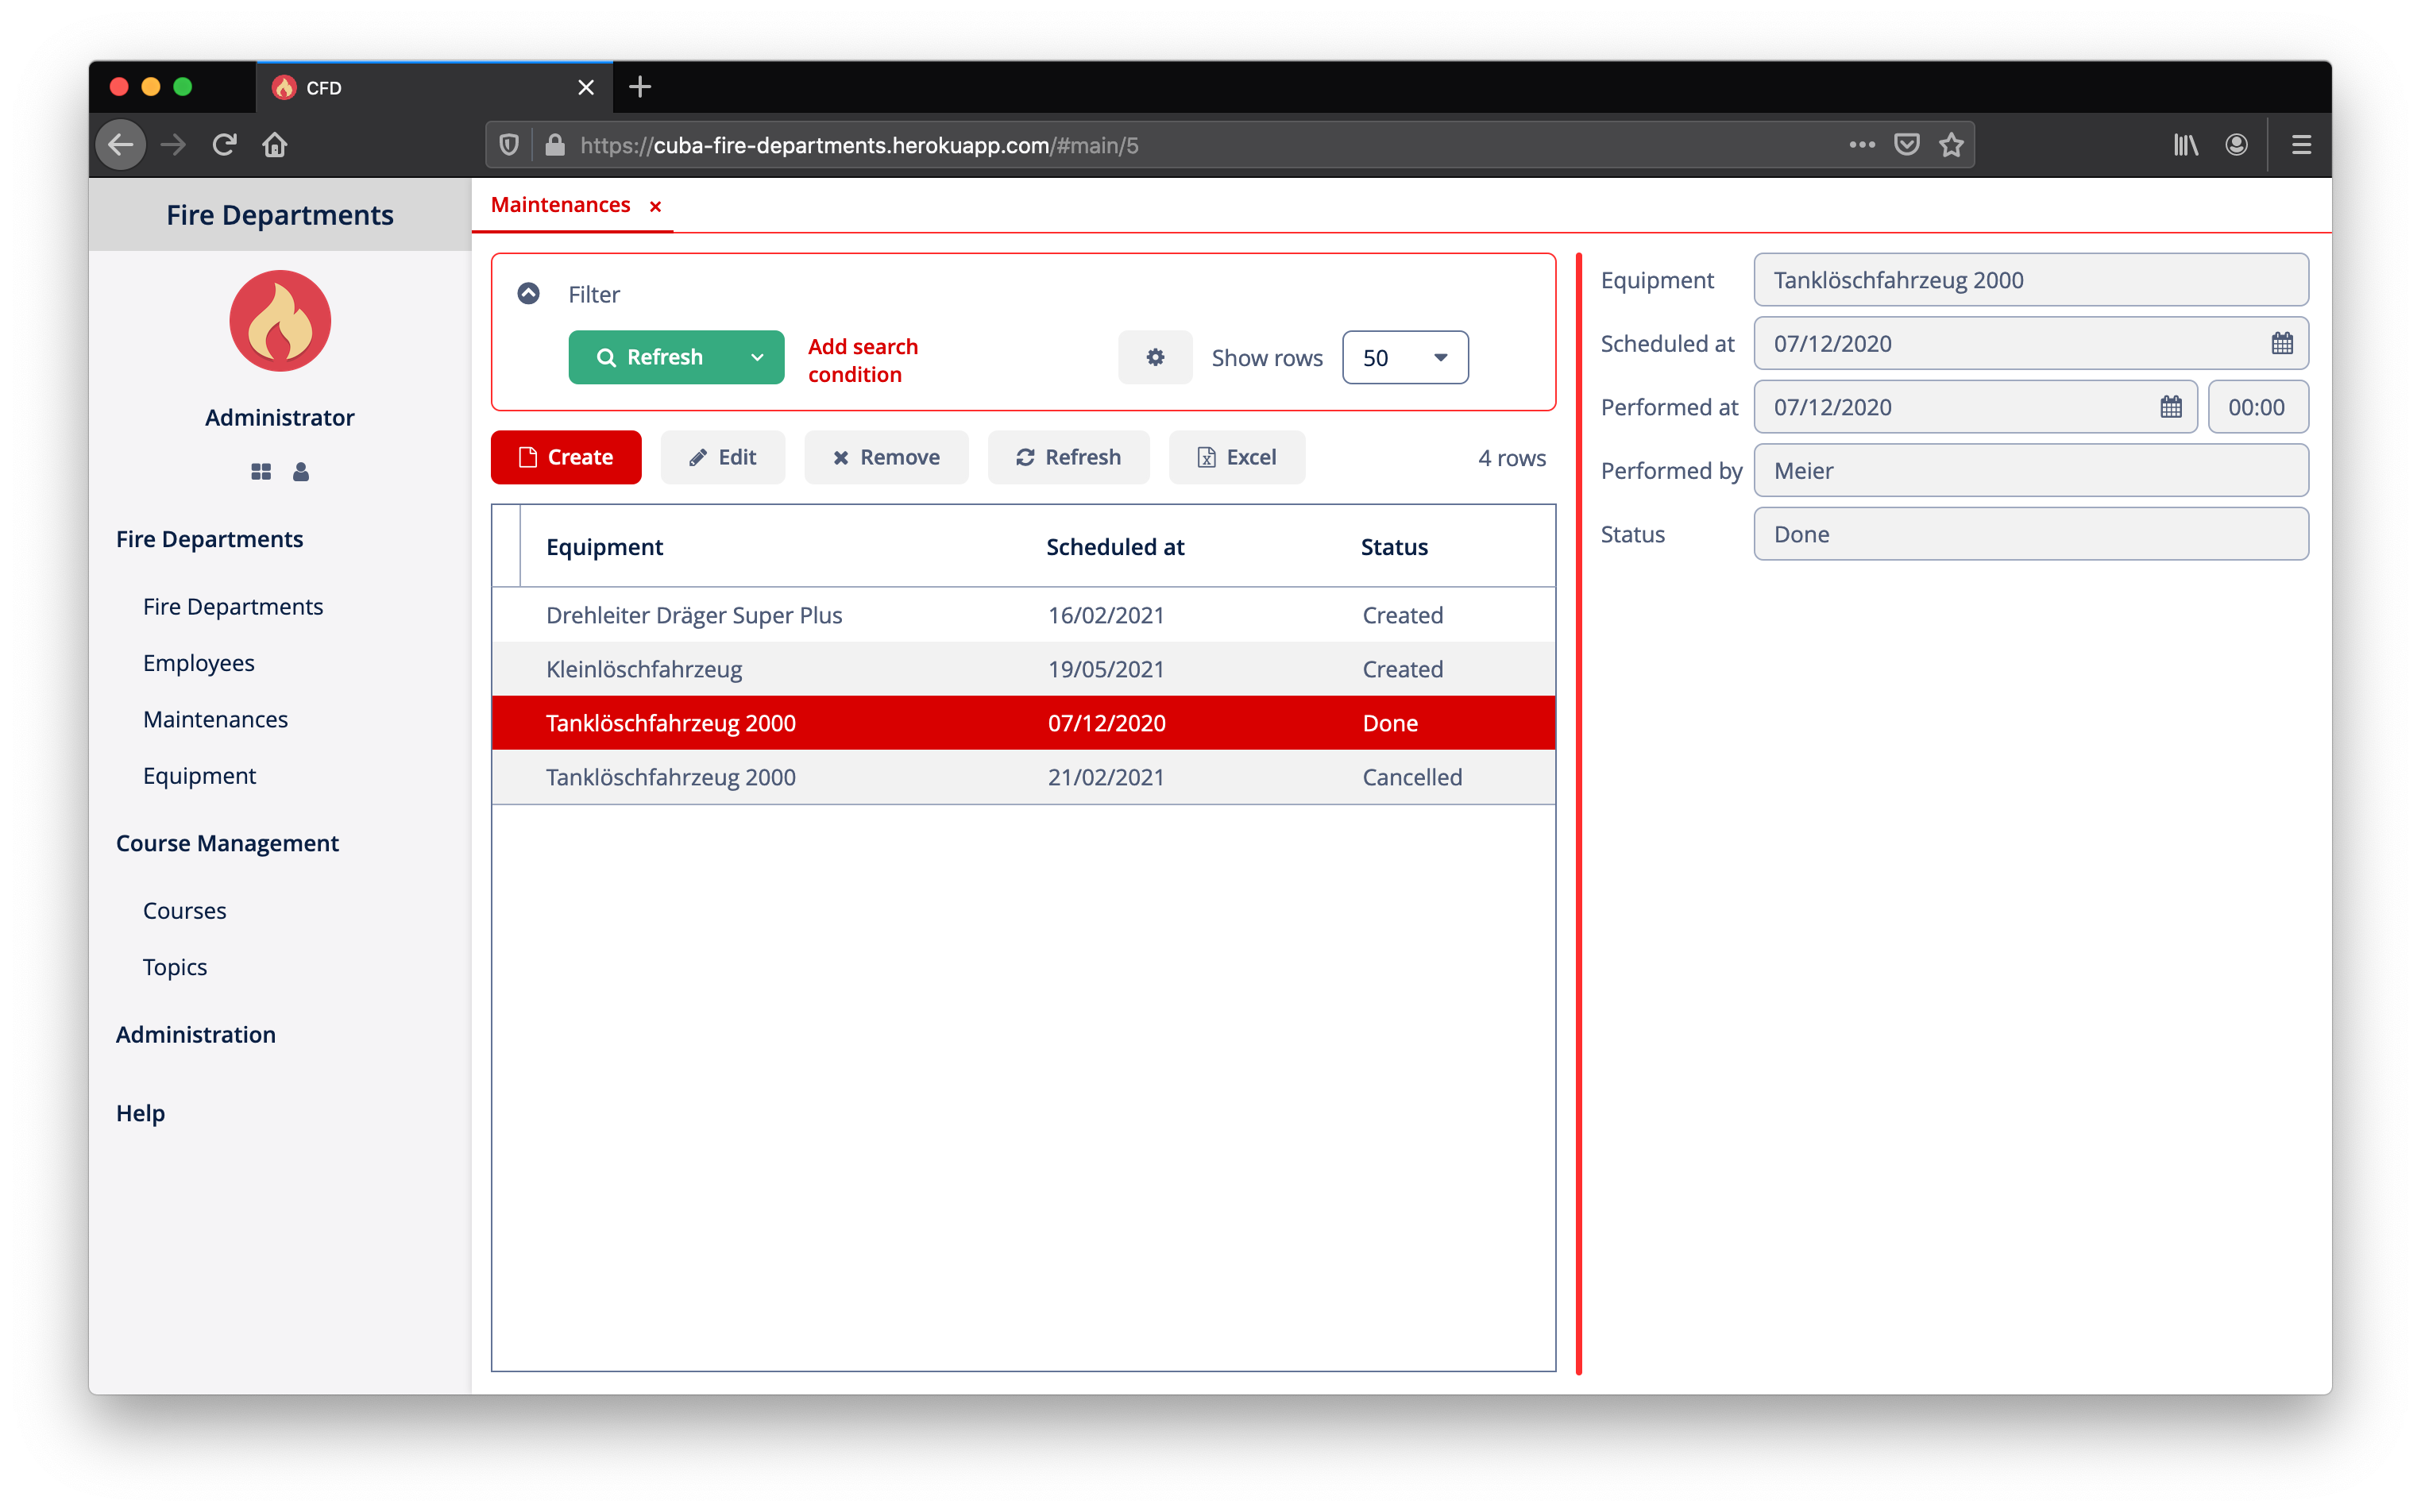 CFD
https://cuba-fire-departments.herokuapp.com/#main/5
Fire Departments
Administrator
Fire Departments
Fire Departments
Employees
Maintenances
Equipment
Course Management
Courses
Topics
Administration
Help
Maintenances
Filter
Refresh
Add search
condition
Show rows 50
Create Edit Remove Refresh Excel 4 rows
Equipment Scheduled at Status
Drehleiter Dräger Super Plus 16/02/2021 Created
Kleinlöschfahrzeug 19/05/2021 Created
Tanklöschfahrzeug 2000 07/12/2020 Done
Tanklöschfahrzeug 2000 21/02/2021 Cancelled
Equipment Tanklöschfahrzeug 2000
Scheduled at 07/12/2020
Performed at 07/12/2020 00:00
Performed by Meier
Status Done